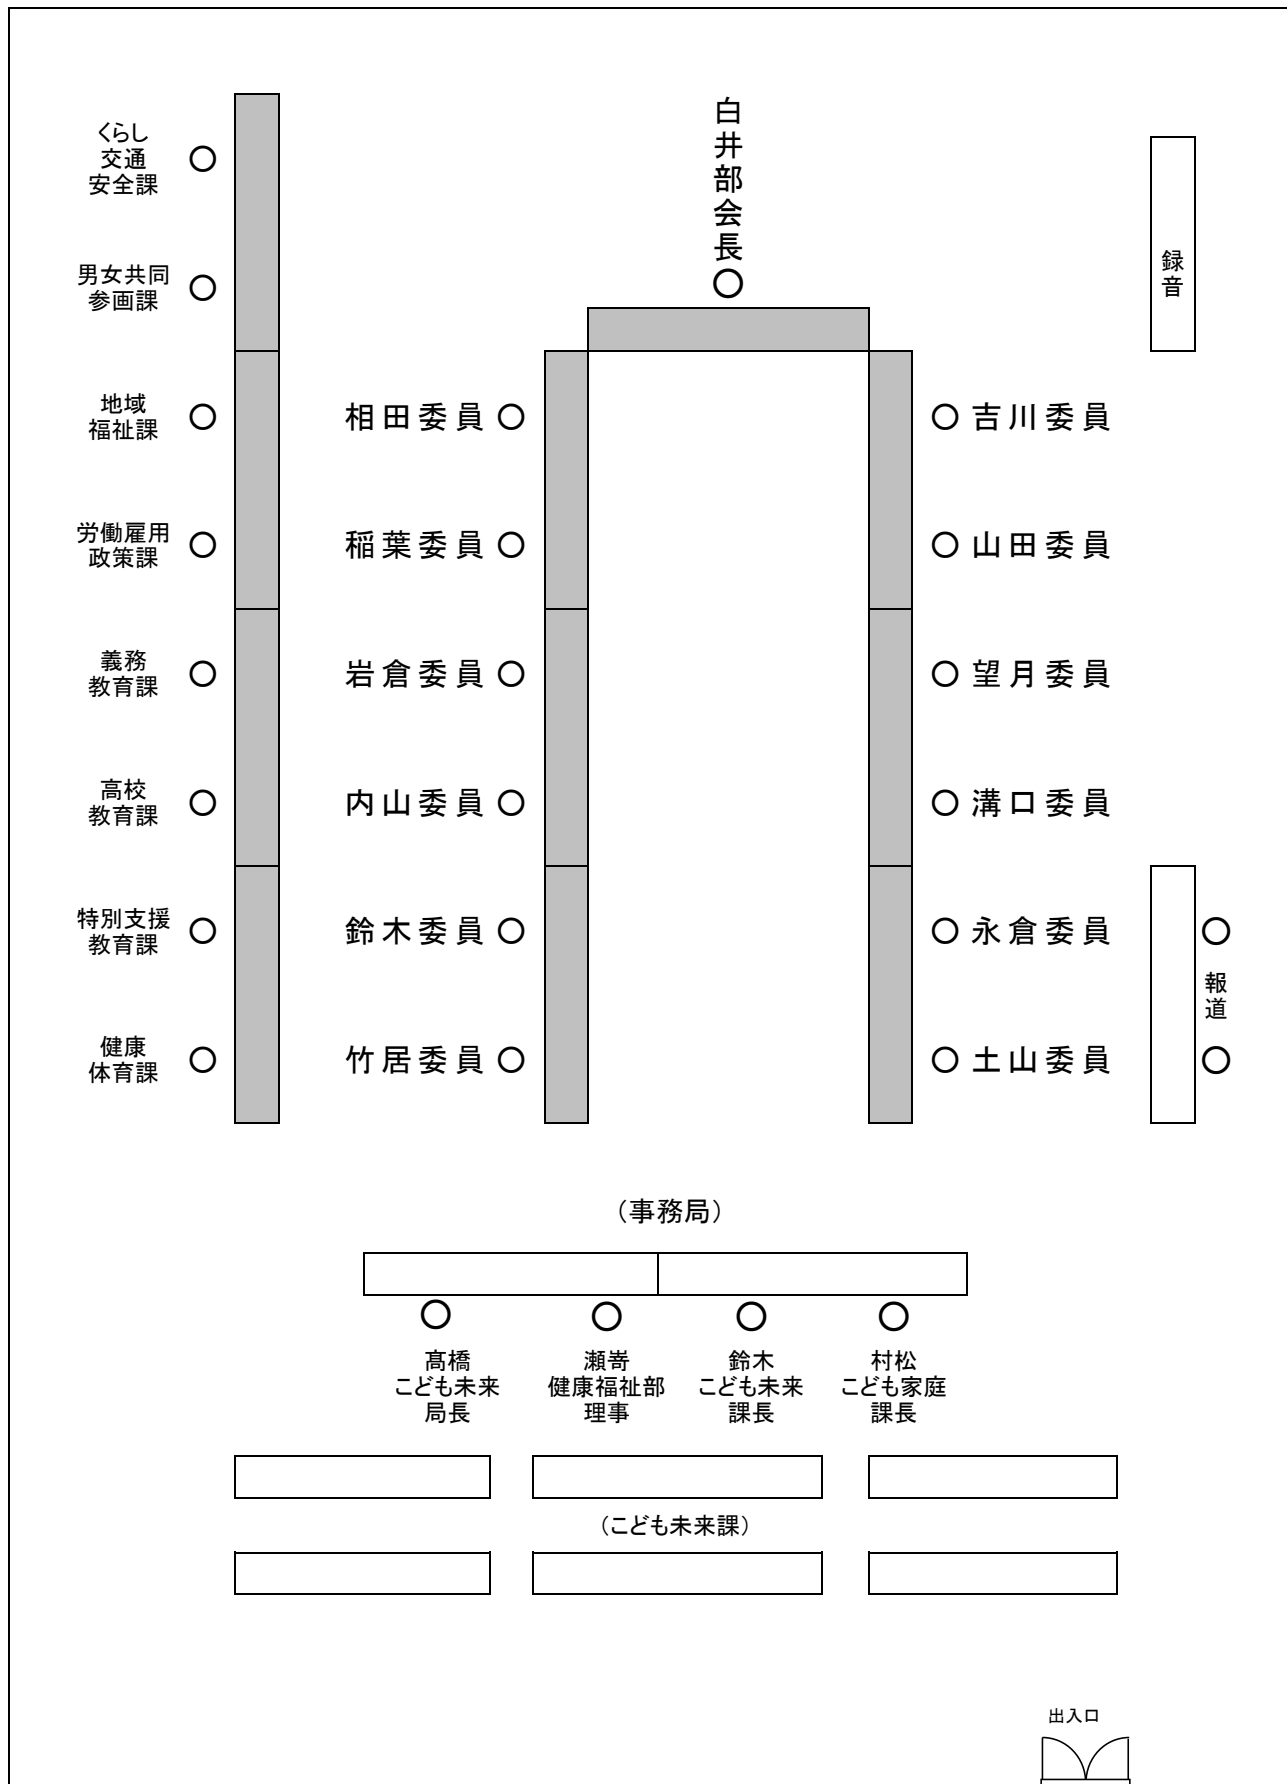 白井部会長
くらし
交通
安全課
男女共同
参画課
録音
地域
福祉課
相田委員
吉川委員
労働雇用
政策課
稲葉委員
山田委員
義務
教育課
岩倉委員
望月委員
高校
教育課
内山委員
溝口委員
特別支援
教育課
鈴木委員
永倉委員
報道
健康
体育課
竹居委員
土山委員
（事務局）
髙橋
こども未来
局長
瀬嵜
健康福祉部
理事
鈴木
こども未来
課長
村松
こども家庭
課長
（こども未来課）
出入口